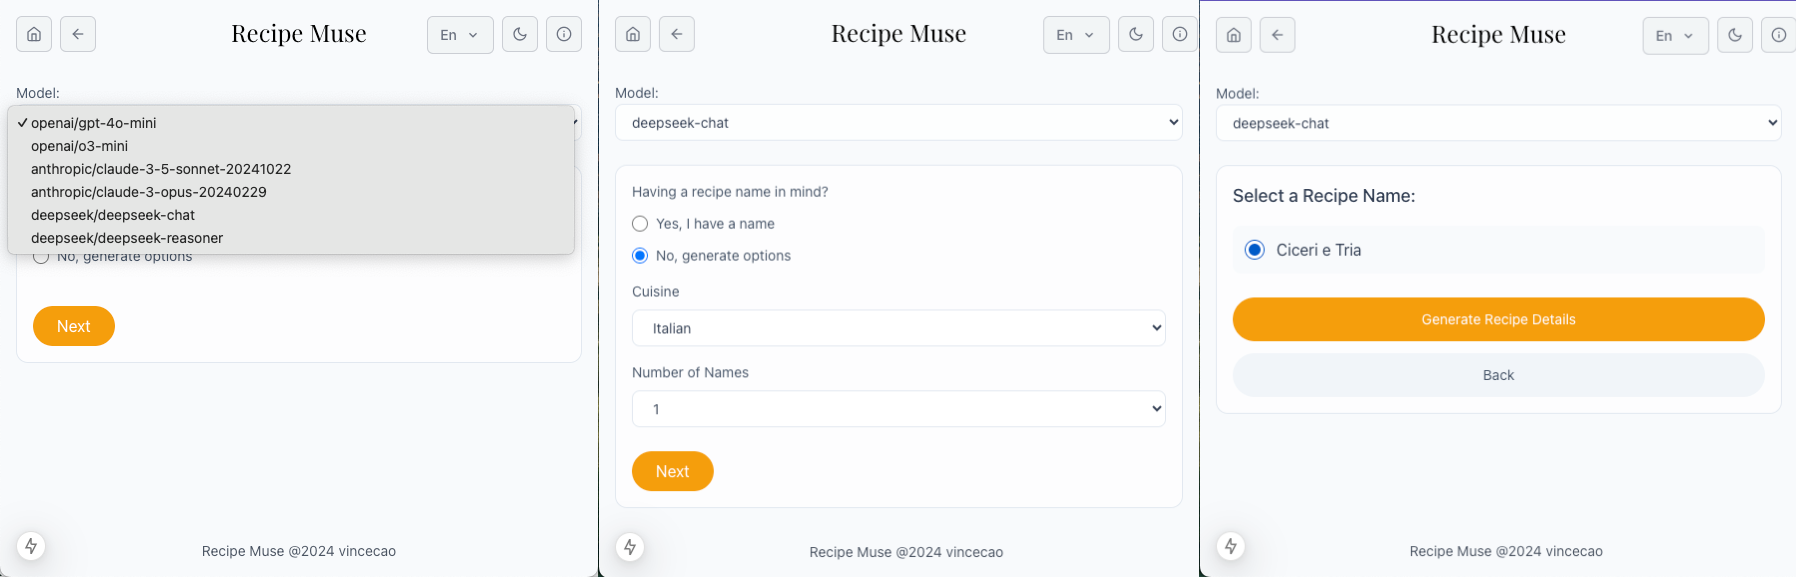 Recipe Muse
En
Model:
openai/gpt-4o-mini
openai/o3-mini
anthropic/claude-3-5-sonnet-20241022
anthropic/claude-3-opus-20240229
deepseek/deepseek-chat
deepseek/deepseek-reasoner
No, generate options
Next
Recipe Muse @2024 vincecao
Recipe Muse
En
Model:
deepseek-chat
Having a recipe name in mind?
Yes, I have a name
No, generate options
Cuisine
Italian
Number of Names
1
Next
Recipe Muse @2024 vincecao
Recipe Muse
En
Model:
deepseek-chat
Select a Recipe Name:
Ciceri e Tria
Generate Recipe Details
Back
Recipe Muse @2024 vincecao